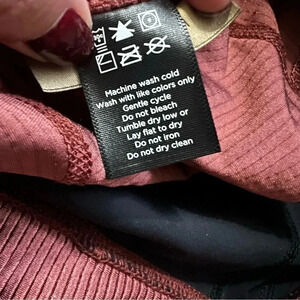 Machine wash cold
Wash with like colors only
Gentle cycle
Do not bleach
Tumble dry low or
Lay flat to dry
Do not iron
Do not dry clean